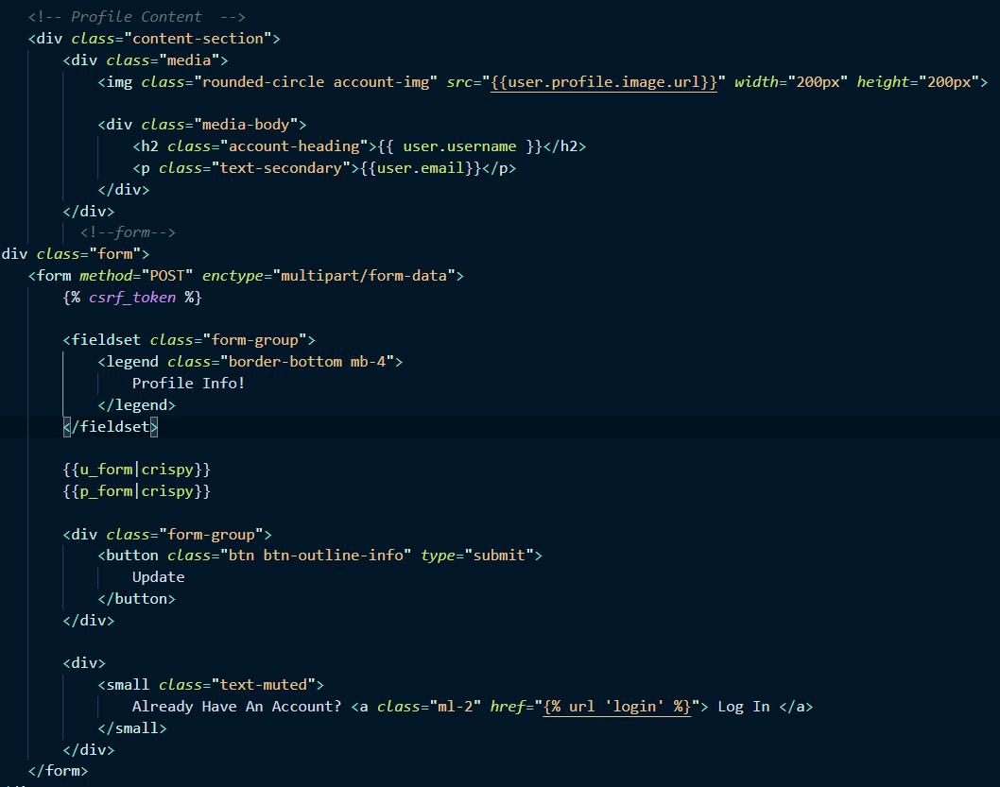 <!-- Profile Content  -->
<div class="content-section">
<div class="media">
<img class="rounded-circle account-img" src="{{user.profile.image.url}}" width="200px" height="200px">
<div class="media-body">
<h2 class="account-heading">{{ user.username }}</h2>
<p class="text-secondary">{{user.email}}</p>
</div>
</div>
<!--form-->
div class="form">
<form method="POST" enctype="multipart/form-data">
{% csrf_token %}
<fieldset class="form-group">
<legend class="border-bottom mb-4">
Profile Info!
</legend>
</fieldset>
{{u_form|crispy}}
{{p_form|crispy}}
<div class="form-group">
<button class="btn btn-outline-info" type="submit">
Update
</button>
</div>
<div>
<small class="text-muted">
Already Have An Account? <a class="ml-2" href="{% url 'login' %}"> Log In </a>
</small>
</div>
</form>